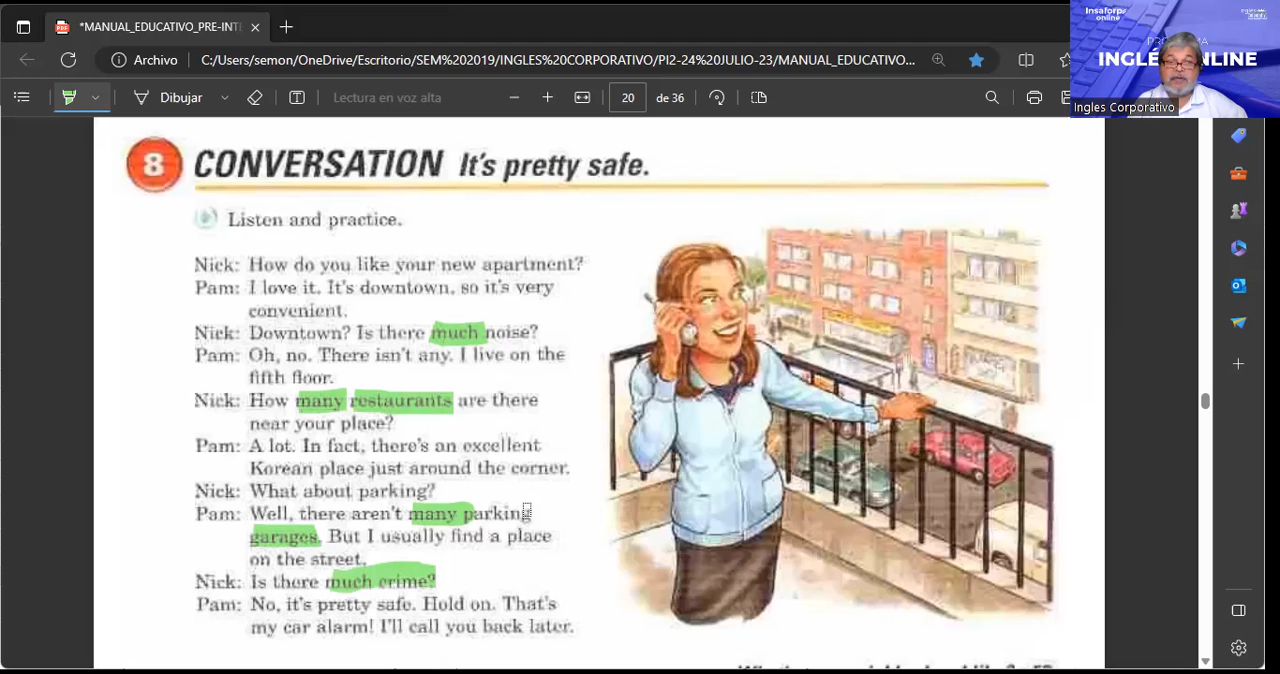 *MANUAL_EDUCATIVO_PRE-INTE
Insaforp
online
PDF
Archivo
C:/Users/semon/OneDrive/Escritorio/SEM%202019/INGLES%20CORPORATIVO/PI2-24%20JULIO-23/MANUAL_EDUCATIVO...
INGLÉS ONLINE
Ingles Corporativo
Dibujar
Lectura en voz alta
20
de 36
8 CONVERSATION It's pretty safe.
Listen and practice.
Nick: How do you like your new apartment?
Pam: I love it. It's downtown, so it's very
convenient.
Nick: Downtown? Is there much noise?
Pam: Oh, no. There isn't any. I live on the
fifth floor.
Nick: How many restaurants are there
near your place?
Pam: A lot. In fact, there's an excellent
Korean place just around the corner.
Nick: What about parking?
Pam: Well, there aren't many parking
garages. But I usually find a place
on the street.
Nick: Is there much crime?
Pam: No, it's pretty safe. Hold on. That's
my car alarm! I'll call you back later.